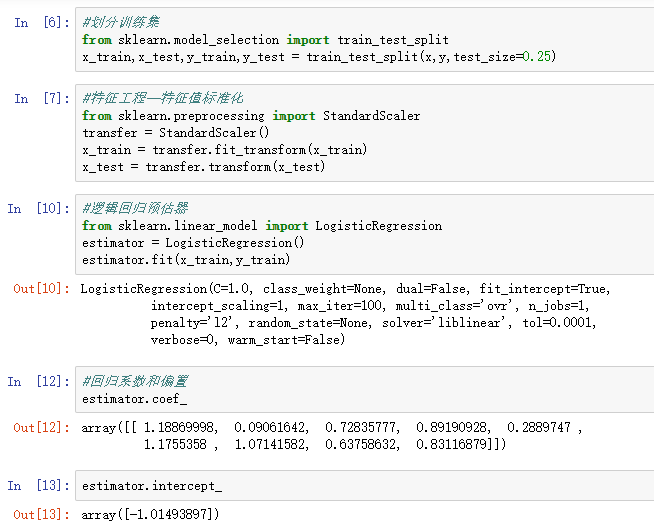 In [6]: #划分训练集
from sklearn.model_selection import train_test_split
x_train,x_test,y_train,y_test = train_test_split(x,y,test_size=0.25)
In [7]: #特征工程—特征值标准化
from sklearn.preprocessing import StandardScaler
transfer = StandardScaler()
x_train = transfer.fit_transform(x_train)
x_test = transfer.transform(x_test)
In [10]: #逻辑回归预估器
from sklearn.linear_model import LogisticRegression
estimator = LogisticRegression()
estimator.fit(x_train,y_train)
Out[10]: LogisticRegression(C=1.0, class_weight=None, dual=False, fit_intercept=True,
intercept_scaling=1, max_iter=100, multi_class='ovr', n_jobs=1,
penalty='l2', random_state=None, solver='liblinear', tol=0.0001,
verbose=0, warm_start=False)
In [12]: #回归系数和偏置
estimator.coef_
Out[12]: array([[ 1.18869998, 0.09061642, 0.72835777, 0.89190928, 0.2889747 ,
1.1755358 , 1.07141582, 0.63758632, 0.83116879]])
In [13]: estimator.intercept_
Out[13]: array([-1.01493897])